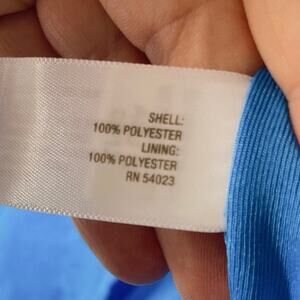 SHELL:
100% POLYESTER
LINING:
100% POLYESTER
RN 54023